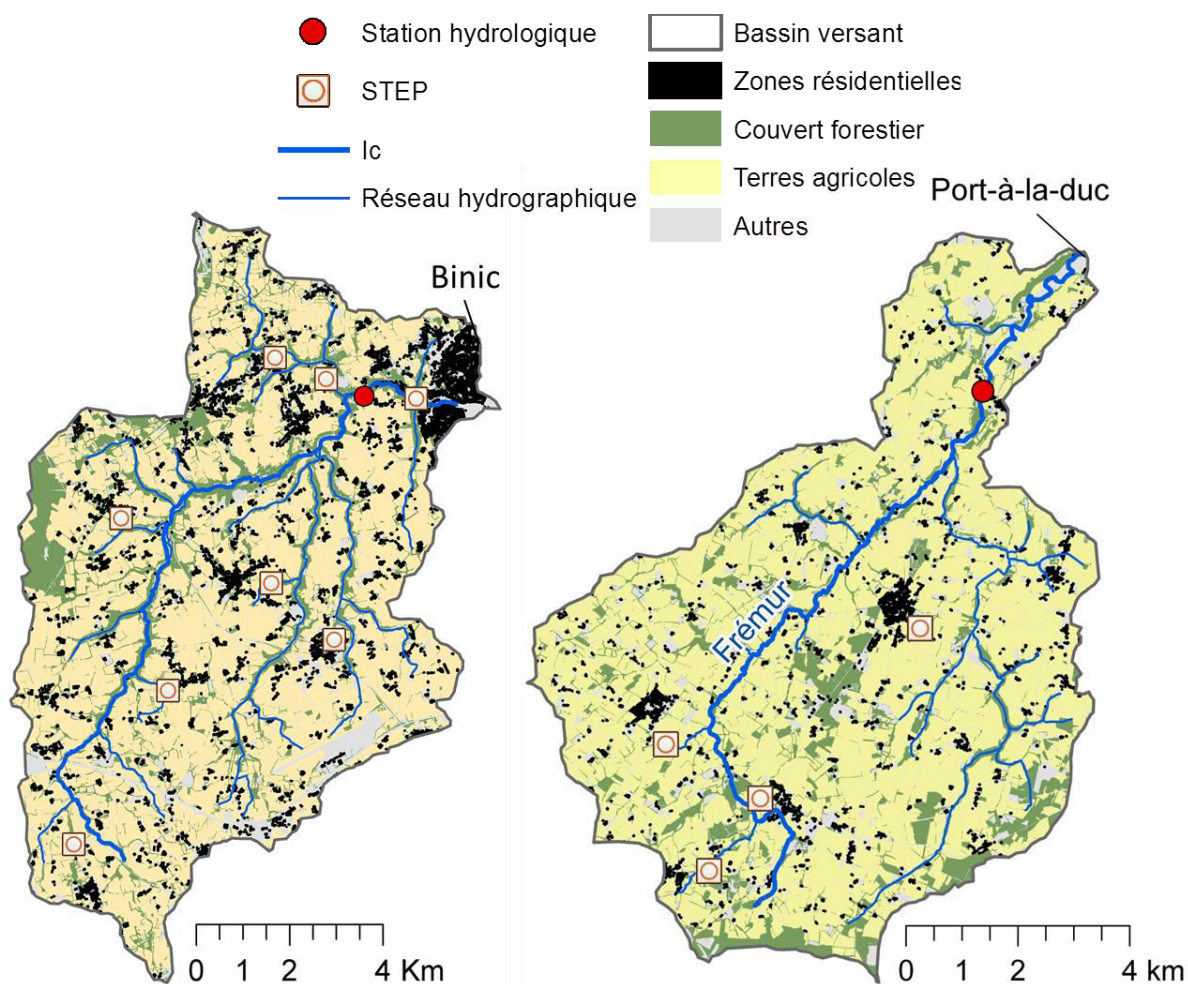 Station hydrologique
STEP
Ic
Réseau hydrographique
Bassin versant
Zones résidentielles
Couvert forestier
Terres agricoles
Autres
Port-à-la-duc
Binic
Frémur
0 1 2 4 Km
0 1 2 4 km